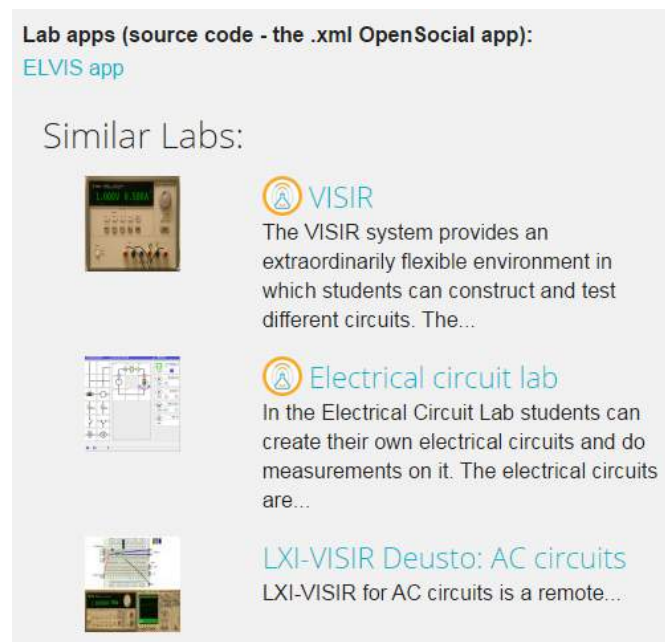 Lab apps (source code - the .xml OpenSocial app):
ELVIS app
Similar Labs:
VISIR
The VISIR system provides an
extraordinarily flexible environment in
which students can construct and test
different circuits. The...
Electrical circuit lab
In the Electrical Circuit Lab students can
create their own electrical circuits and do
measurements on it. The electrical circuits
are...
LXI-VISIR Deusto: AC circuits
LXI-VISIR for AC circuits is a remote...